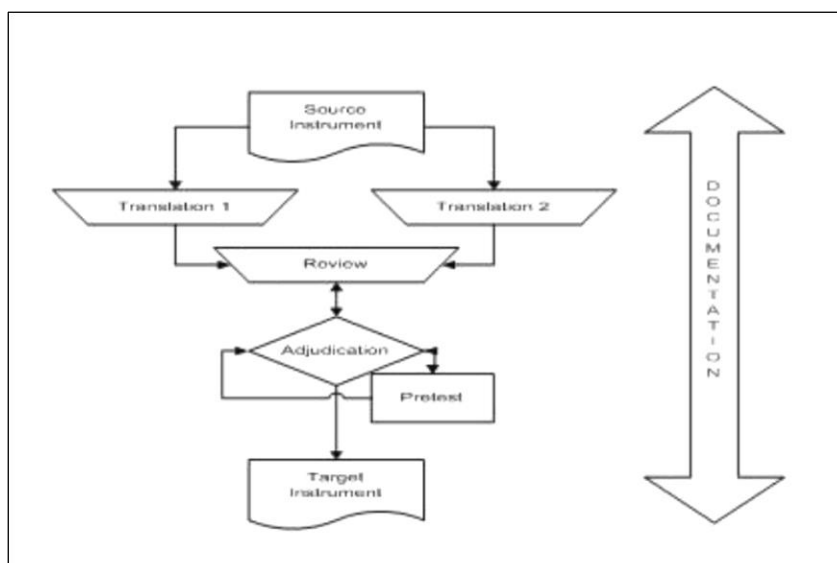 Source
Instrument
Translation 1
Translation 2
Review
Adjudication
Pretest
Target
Instrument
DOCUMENTATION